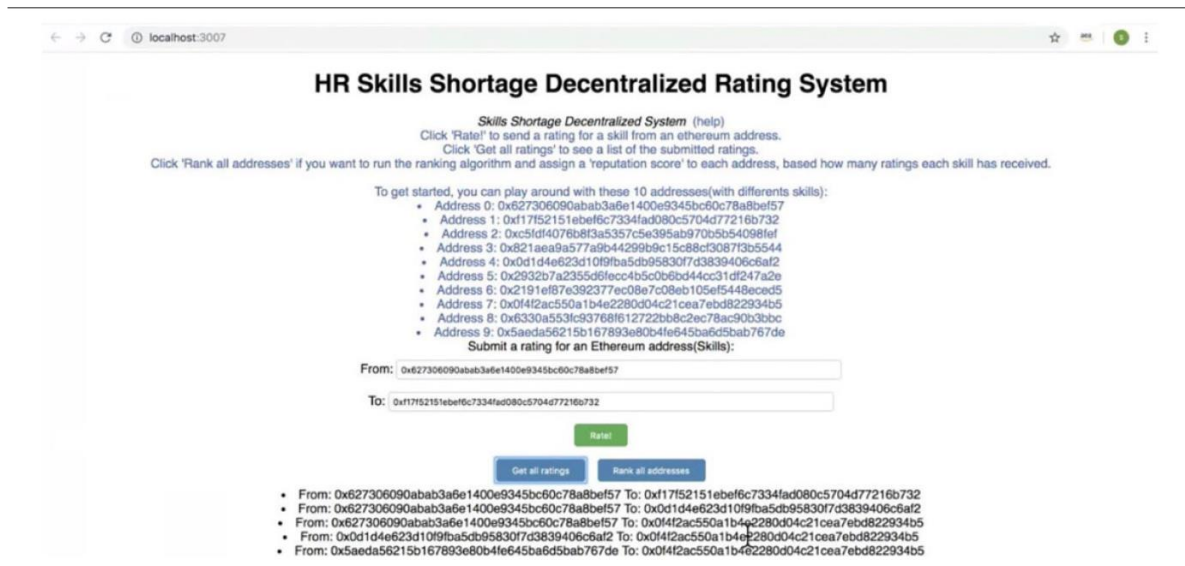 localhost:3007
HR Skills Shortage Decentralized Rating System
Skills Shortage Decentralized System (help)
Click 'Rate!' to send a rating for a skill from an ethereum address.
Click 'Get all ratings' to see a list of the submitted ratings.
Click 'Rank all addresses' if you want to run the ranking algorithm and assign a 'reputation score' to each address, based how many ratings each skill has received.
To get started, you can play around with these 10 addresses(with differents skills):
• Address 0: 0x627306090abab3a6e1400e9345bc60c78a8bef57
• Address 1: 0xf17f52151ebef6c7334fad080c5704d77216b732
• Address 2: 0xc5fdf4076b8f3a5357c5e395ab970b5b54098fef
• Address 3: 0x821aea9a577a9b44299b9c15c88cf3087f3b5544
• Address 4: 0x0d1d4e623d10f9fba5db95830f7d3839406c6af2
• Address 5: 0x2932b7a2355d6fecc4b5c0b6bd44cc31df247a2e
• Address 6: 0x2191ef87e392377ec08e7c08eb105ef5448eced5
• Address 7: 0x0f4f2ac550a1b4e2280d04c21cea7ebd822934b5
• Address 8: 0x6330a553fc93768f612722bb8c2ec78ac90b3bbc
• Address 9: 0x5aeda56215b167893e80b4fe645ba6d5bab767de
Submit a rating for an Ethereum address(Skills):
From: 0x627306090abab3a6e1400e9345bc60c78a8bef57
To: 0xf17f52151ebef6c7334fad080c5704d77216b732
Rate!
Get all ratings Rank all addresses
• From: 0x627306090abab3a6e1400e9345bc60c78a8bef57 To: 0xf17f52151ebef6c7334fad080c5704d77216b732
• From: 0x627306090abab3a6e1400e9345bc60c78a8bef57 To: 0x0d1d4e623d10f9fba5db95830f7d3839406c6af2
• From: 0x627306090abab3a6e1400e9345bc60c78a8bef57 To: 0x0f4f2ac550a1b4e2280d04c21cea7ebd822934b5
• From: 0x0d1d4e623d10f9fba5db95830f7d3839406c6af2 To: 0x0f4f2ac550a1b4e2280d04c21cea7ebd822934b5
• From: 0x5aeda56215b167893e80b4fe645ba6d5bab767de To: 0x0f4f2ac550a1b4e2280d04c21cea7ebd822934b5